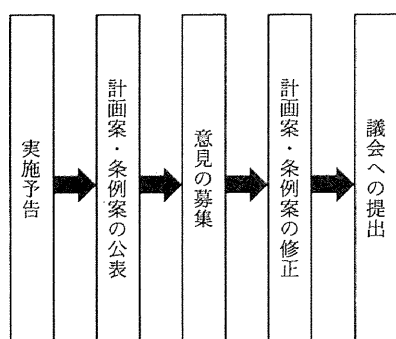 実施予告
計画案・条例案の公表
意見の募集
計画案・条例案の修正
議会への提出